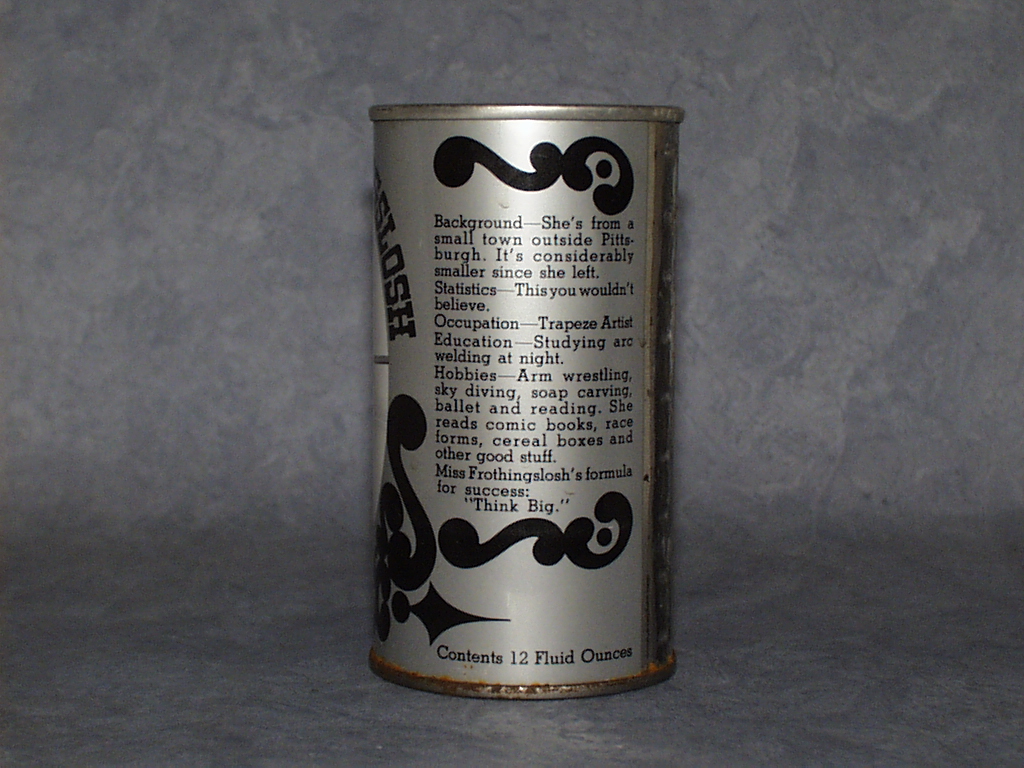 SLOSH
Background—She's from a
small town outside Pitts-
burgh. It's considerably
smaller since she left.
Statistics—This you wouldn't
believe.
Occupation—Trapeze Artist
Education—Studying arc
welding at night.
Hobbies—Arm wrestling,
sky diving, soap carving,
ballet and reading. She
reads comic books, race
forms, cereal boxes and
other good stuff.
Miss Frothingslosh's formula
for success:
"Think Big."
Contents 12 Fluid Ounces